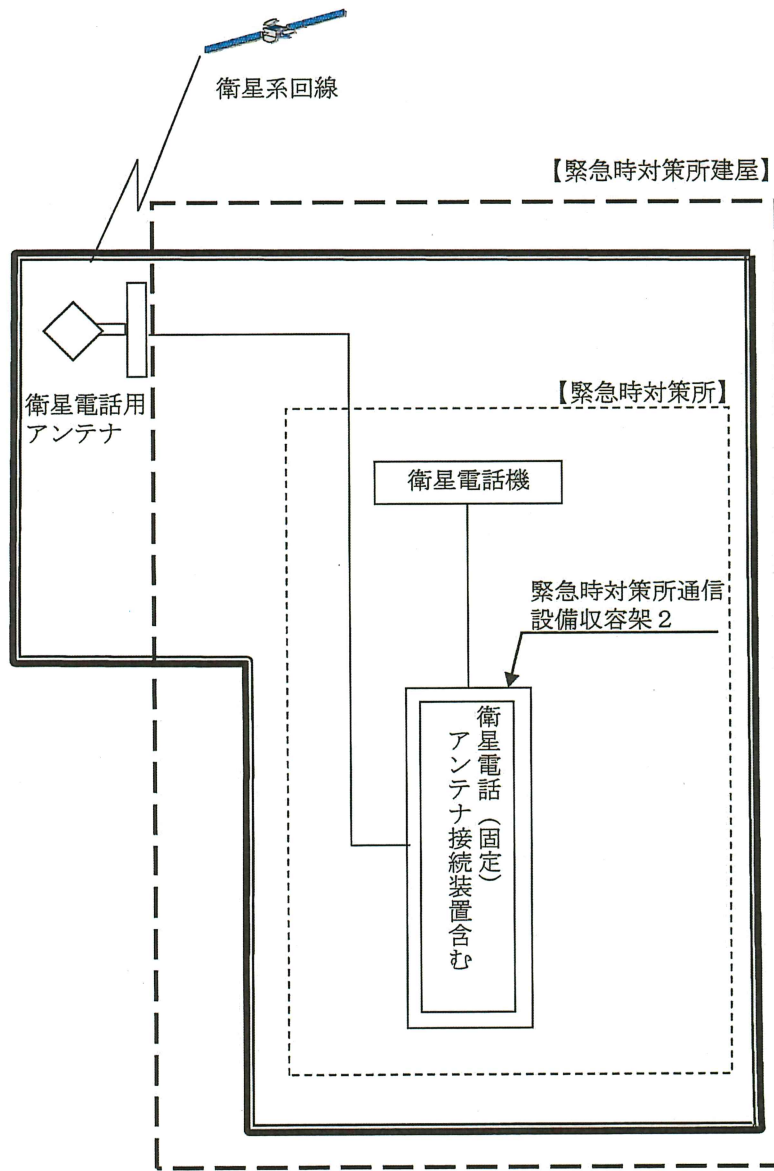 衛星系回線
【緊急時対策所建屋】
衛星電話用
アンテナ
【緊急時対策所】
衛星電話機
緊急時対策所通信
設備収容架2
衛星電話（固定）
アンテナ接続装置含む